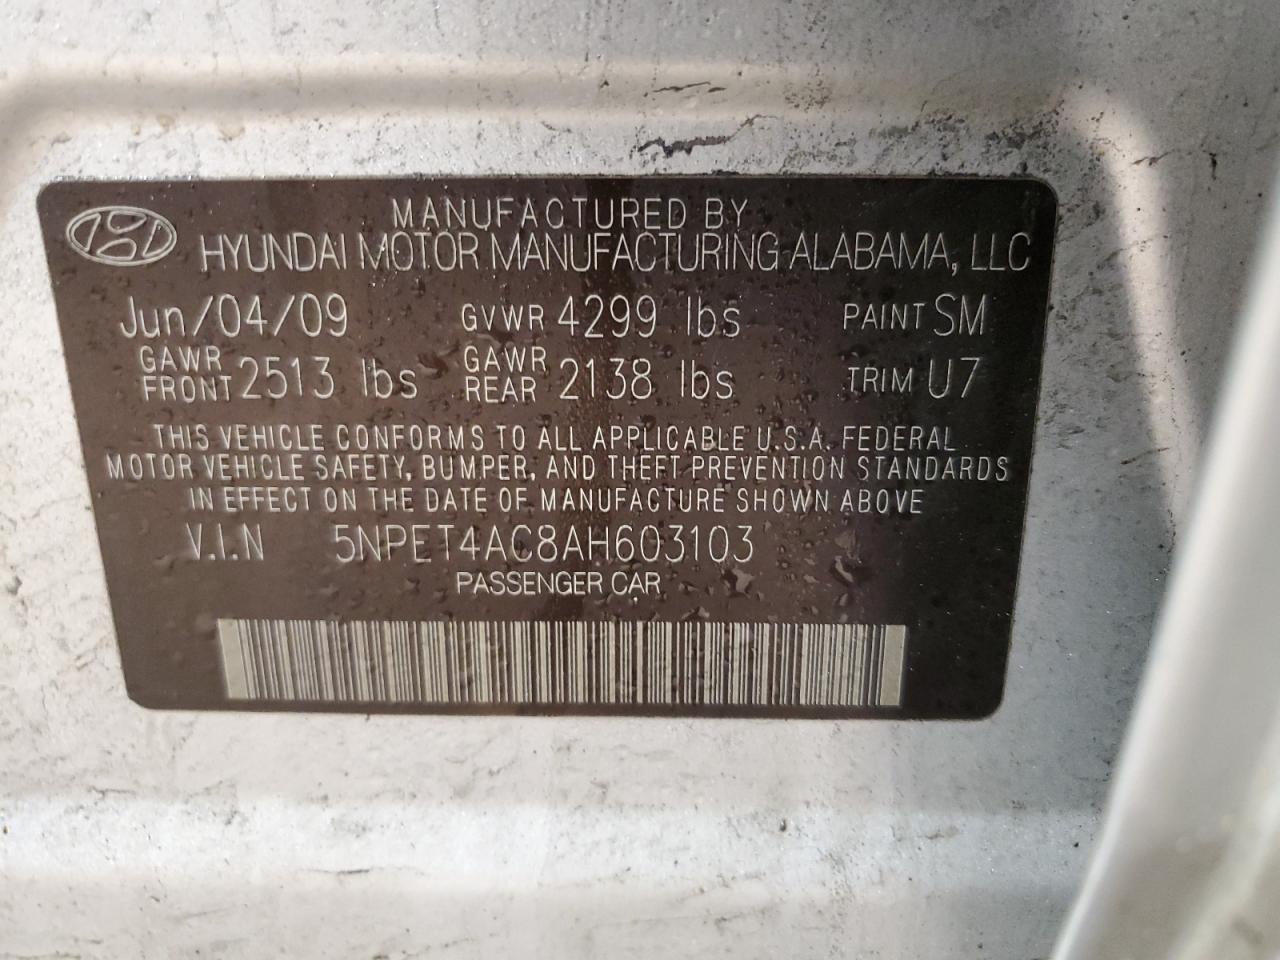 MANUFACTURED BY
HYUNDAI MOTOR MANUFACTURING ALABAMA, LLC
Jun/04/09 GVWR 4299 lbs PAINT SM
GAWR FRONT 2513 lbs GAWR REAR 2138 lbs TRIM U7
THIS VEHICLE CONFORMS TO ALL APPLICABLE U.S.A. FEDERAL
MOTOR VEHICLE SAFETY, BUMPER, AND THEFT PREVENTION STANDARDS
IN EFFECT ON THE DATE OF MANUFACTURE SHOWN ABOVE
V.I.N 5NPET4AC8AH603103
PASSENGER CAR